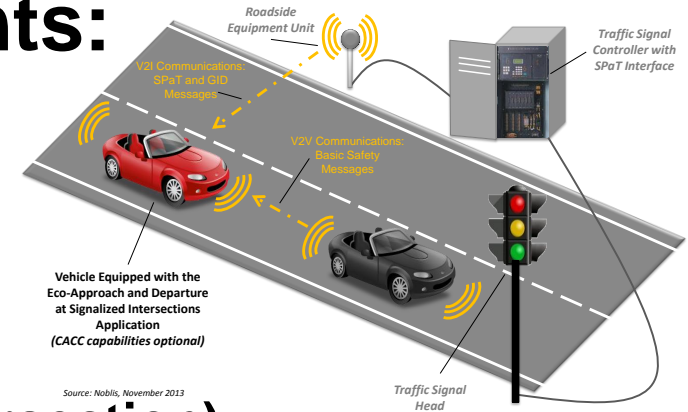 nts:
Roadside
Equipment Unit
Traffic Signal
Controller with
SPaT Interface
V2I Communications:
SPaT and GID
Messages
V2V Communications:
Basic Safety
Messages
Vehicle Equipped with the
Eco-Approach and Departure
at Signalized Intersections
Application
(CACC capabilities optional)
Source: Noblis, November 2013
Traffic Signal
Head